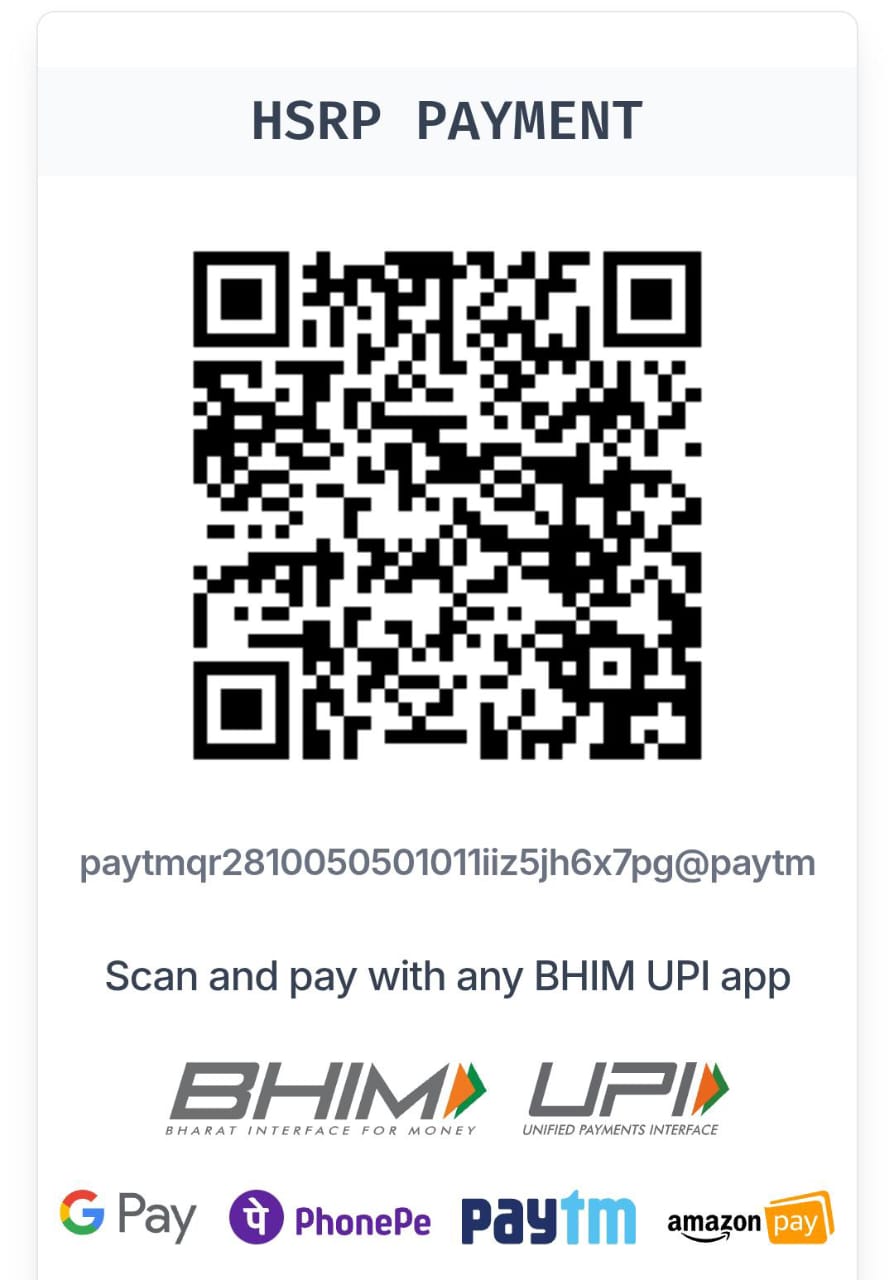 HSRP PAYMENT
paytmqr2810050501011iiz5jh6x7pg@paytm
Scan and pay with any BHIM UPI app
BHIM UPI
BHARAT INTERFACE FOR MONEY UNIFIED PAYMENTS INTERFACE
G Pay पे PhonePe paytm amazon pay